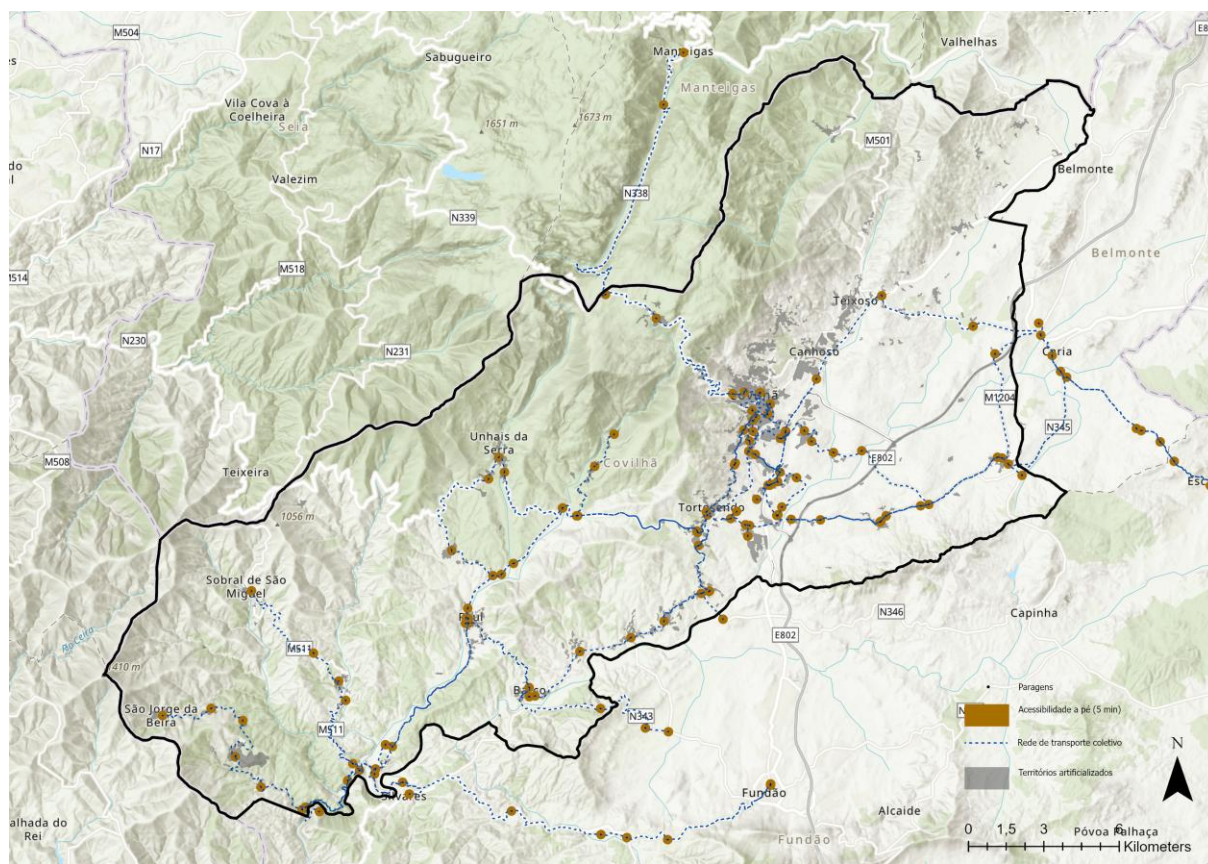 M504
Sabugueiro
Manteigas
Valhelhas
Manteigas
Vila Cova à
Coelheira
Seia
1651 m
1673 m
N17
M501
Valezim
N338
Belmonte
N339
M514
M518
Belmonte
Teixoso
N230
N231
Canhoso
Caria
Covilhã
M1204
N345
Unhais da
Serra
M508
Teixeira
Covilhã
E802
Tortosendo
1056 m
Sobral de São
Miguel
N346
Capinha
Paul
E802
M511
Barco
São Jorge da
Beira
M511
N343
Silvares
Fundão
Alcaide
Fundão
Póvoa Palhaça
Paragens
Acessibilidade a pé (5 min)
Rede de transporte coletivo
Territórios artificializados
N
0 1,5 3 6
Kilometers